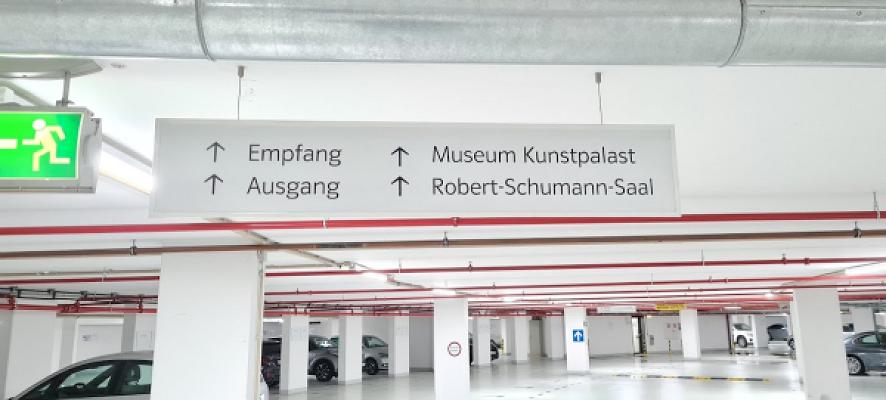 Empfang
Ausgang
Museum Kunstpalast
Robert-Schumann-Saal